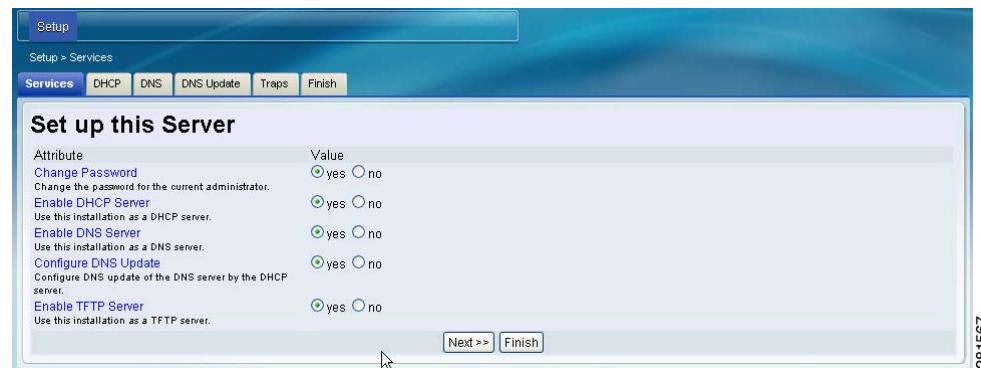 Setup
Setup > Services
Services DHCP DNS DNS Update Traps Finish
Set up this Server
Attribute Value
Change Password yes no
Change the password for the current administrator.
Enable DHCP Server yes no
Use this installation as a DHCP server.
Enable DNS Server yes no
Use this installation as a DNS server.
Configure DNS Update yes no
Configure DNS update of the DNS server by the DHCP
server.
Enable TFTP Server yes no
Use this installation as a TFTP server.
Next >> Finish
281567